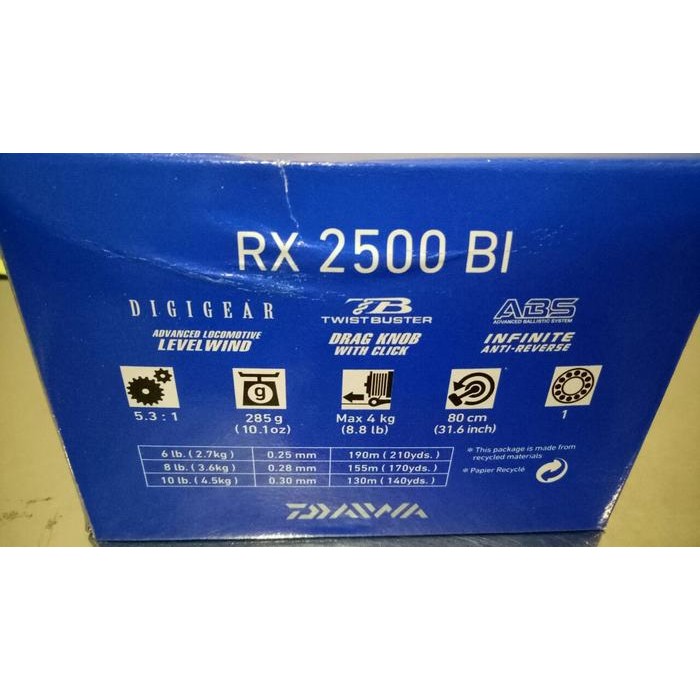 RX 2500 BI
DIGIGEAR
TB
TWISTBUSTER
ABS
ADVANCED BALLISTIC SYSTEM
ADVANCED LOCOMOTIVE
LEVELWIND
DRAG KNOB
WITH CLICK
INFINITE
ANTI-REVERSE
g
5.3 : 1
285g
(10.1oz)
Max 4 kg
(8.8 lb)
80 cm
(31.6 inch)
1
6 lb. ( 2.7kg ) 0.25 mm 190m ( 210yds. )
8 lb. ( 3.6kg ) 0.28 mm 155m ( 170yds. )
10 lb. ( 4.5kg ) 0.30 mm 130m ( 140yds. )
* This package is made from
recycled materials
* Papier Recyclé
DAIWA